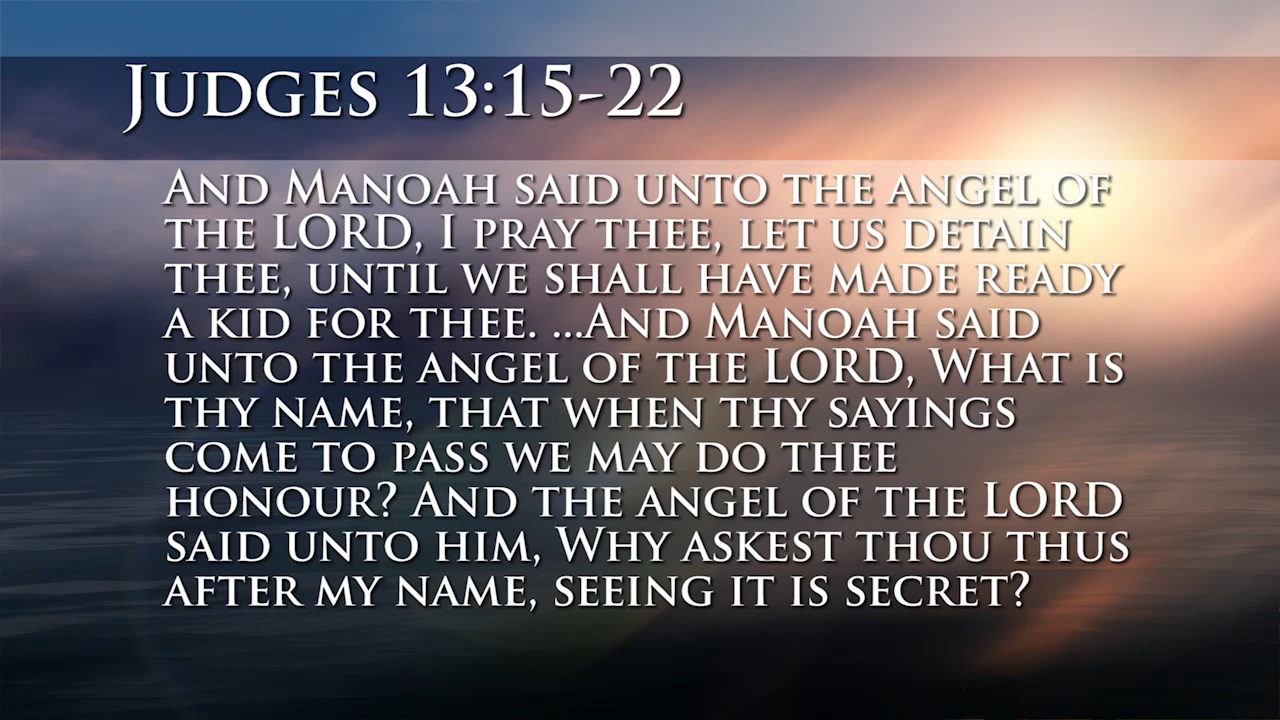 Judges 13:15-22
And Manoah said unto the angel of
the LORD, I pray thee, let us detain
thee, until we shall have made ready
a kid for thee. ...And Manoah said
unto the angel of the LORD, What is
thy name, that when thy sayings
come to pass we may do thee
honour? And the angel of the LORD
said unto him, Why askest thou thus
after my name, seeing it is secret?